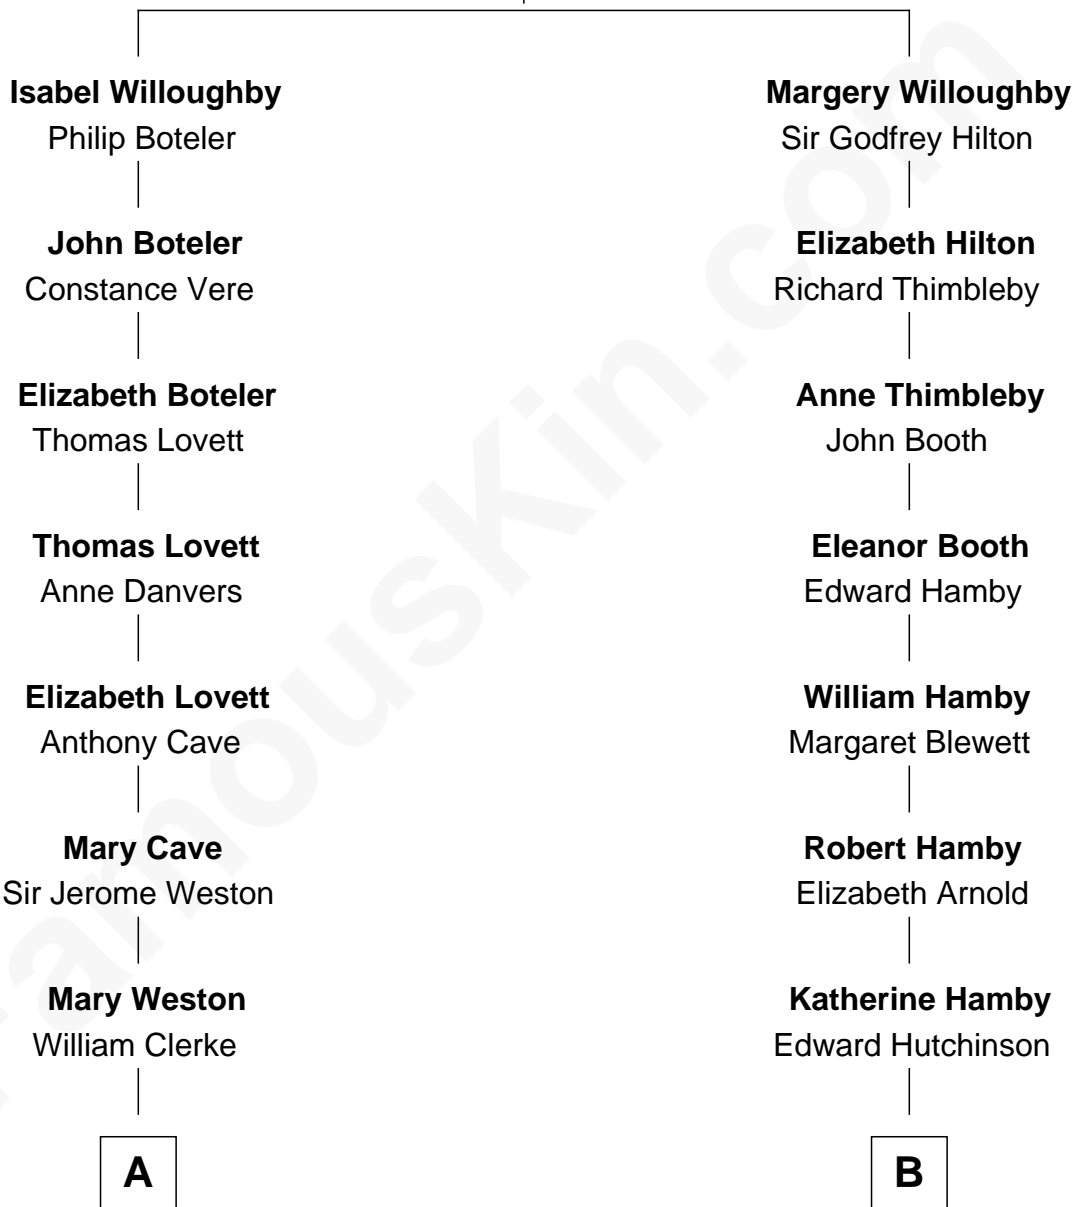 Isabel Willoughby
Philip Boteler
John Boteler
Constance Vere
Elizabeth Boteler
Thomas Lovett
Thomas Lovett
Anne Danvers
Elizabeth Lovett
Anthony Cave
Mary Cave
Sir Jerome Weston
Mary Weston
William Clerke
A
Margery Willoughby
Sir Godfrey Hilton
Elizabeth Hilton
Richard Thimbleby
Anne Thimbleby
John Booth
Eleanor Booth
Edward Hamby
William Hamby
Margaret Blewett
Robert Hamby
Elizabeth Arnold
Katherine Hamby
Edward Hutchinson
B
FamousKin.com